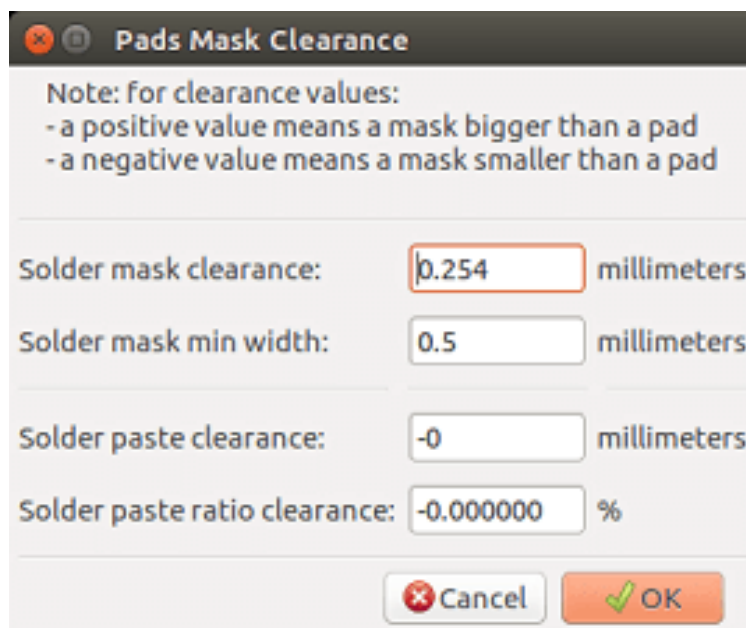 Pads Mask Clearance
Note: for clearance values:
- a positive value means a mask bigger than a pad
- a negative value means a mask smaller than a pad
Solder mask clearance: 0.254 millimeters
Solder mask min width: 0.5 millimeters
Solder paste clearance: -0 millimeters
Solder paste ratio clearance: -0.000000 %
Cancel OK